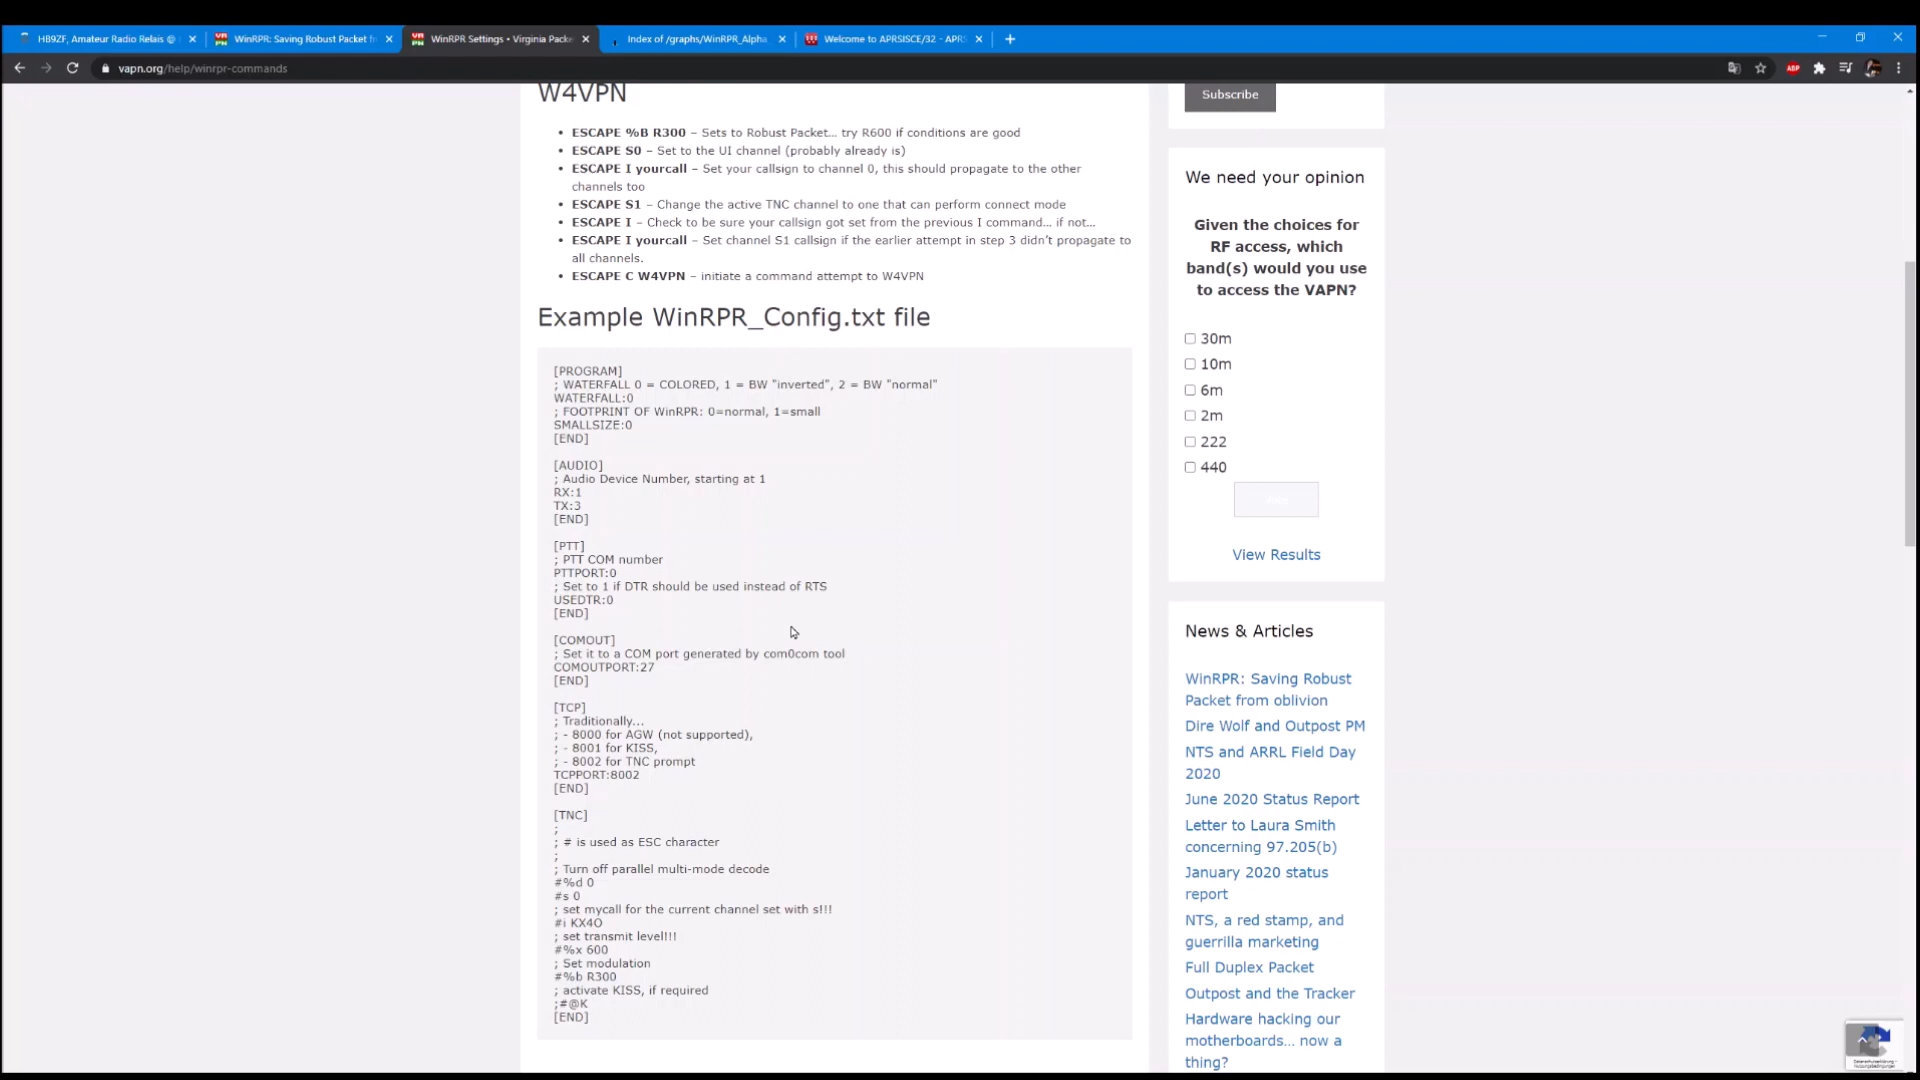 HB9ZF, Amateur Radio Relais @
WinRPR: Saving Robust Packet fr
WinRPR Settings • Virginia Packe
Index of /graphs/WinRPR_Alpha
Welcome to APRSISCE/32 - APR
vapn.org/help/winrpr-commands
ABP
W4VPN
• ESCAPE %B R300 – Sets to Robust Packet… try R600 if conditions are good
• ESCAPE S0 – Set to the UI channel (probably already is)
• ESCAPE I yourcall – Set your callsign to channel 0, this should propagate to the other
channels too
• ESCAPE S1 – Change the active TNC channel to one that can perform connect mode
• ESCAPE I – Check to be sure your callsign got set from the previous I command… if not…
• ESCAPE I yourcall – Set channel S1 callsign if the earlier attempt in step 3 didn’t propagate to
all channels.
• ESCAPE C W4VPN – initiate a command attempt to W4VPN
Example WinRPR_Config.txt file
[PROGRAM]
; WATERFALL 0 = COLORED, 1 = BW "inverted", 2 = BW "normal"
WATERFALL:0
; FOOTPRINT OF WinRPR: 0=normal, 1=small
SMALLSIZE:0
[END]
[AUDIO]
; Audio Device Number, starting at 1
RX:1
TX:3
[END]
[PTT]
; PTT COM number
PTTPORT:0
; Set to 1 if DTR should be used instead of RTS
USEDTR:0
[END]
[COMOUT]
; Set it to a COM port generated by com0com tool
COMOUTPORT:27
[END]
[TCP]
; Traditionally...
; - 8000 for AGW (not supported),
; - 8001 for KISS,
; - 8002 for TNC prompt
TCPPORT:8002
[END]
[TNC]
;
; # is used as ESC character
;
; Turn off parallel multi-mode decode
#%d 0
#s 0
; set mycall for the current channel set with s!!!
#i KX4O
; set transmit level!!!
#%x 600
; Set modulation
#%b R300
; activate KISS, if required
;#@K
[END]
Subscribe
We need your opinion
Given the choices for
RF access, which
band(s) would you use
to access the VAPN?
30m
10m
6m
2m
222
440
View Results
News & Articles
WinRPR: Saving Robust
Packet from oblivion
Dire Wolf and Outpost PM
NTS and ARRL Field Day
2020
June 2020 Status Report
Letter to Laura Smith
concerning 97.205(b)
January 2020 status
report
NTS, a red stamp, and
guerrilla marketing
Full Duplex Packet
Outpost and the Tracker
Hardware hacking our
motherboards… now a
thing?